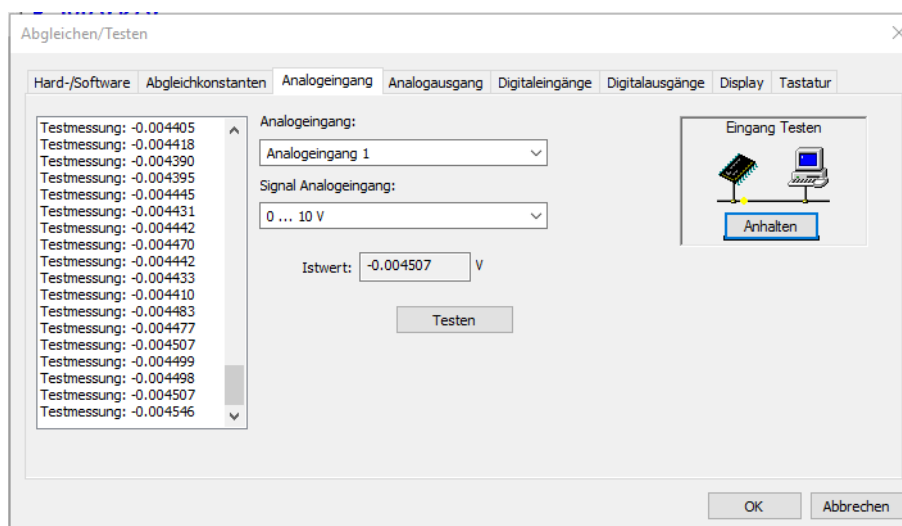 Abgleichen/Testen
Hard-/Software Abgleichkonstanten Analogeingang Analogausgang Digitaleingänge Digitalausgänge Display Tastatur
Testmessung: -0.004405
Testmessung: -0.004418
Testmessung: -0.004390
Testmessung: -0.004395
Testmessung: -0.004445
Testmessung: -0.004431
Testmessung: -0.004442
Testmessung: -0.004470
Testmessung: -0.004442
Testmessung: -0.004433
Testmessung: -0.004410
Testmessung: -0.004483
Testmessung: -0.004477
Testmessung: -0.004507
Testmessung: -0.004499
Testmessung: -0.004498
Testmessung: -0.004507
Testmessung: -0.004546
Analogeingang:
Analogeingang 1
Signal Analogeingang:
0 ... 10 V
Istwert: -0.004507 V
Testen
Eingang Testen
Anhalten
OK Abbrechen